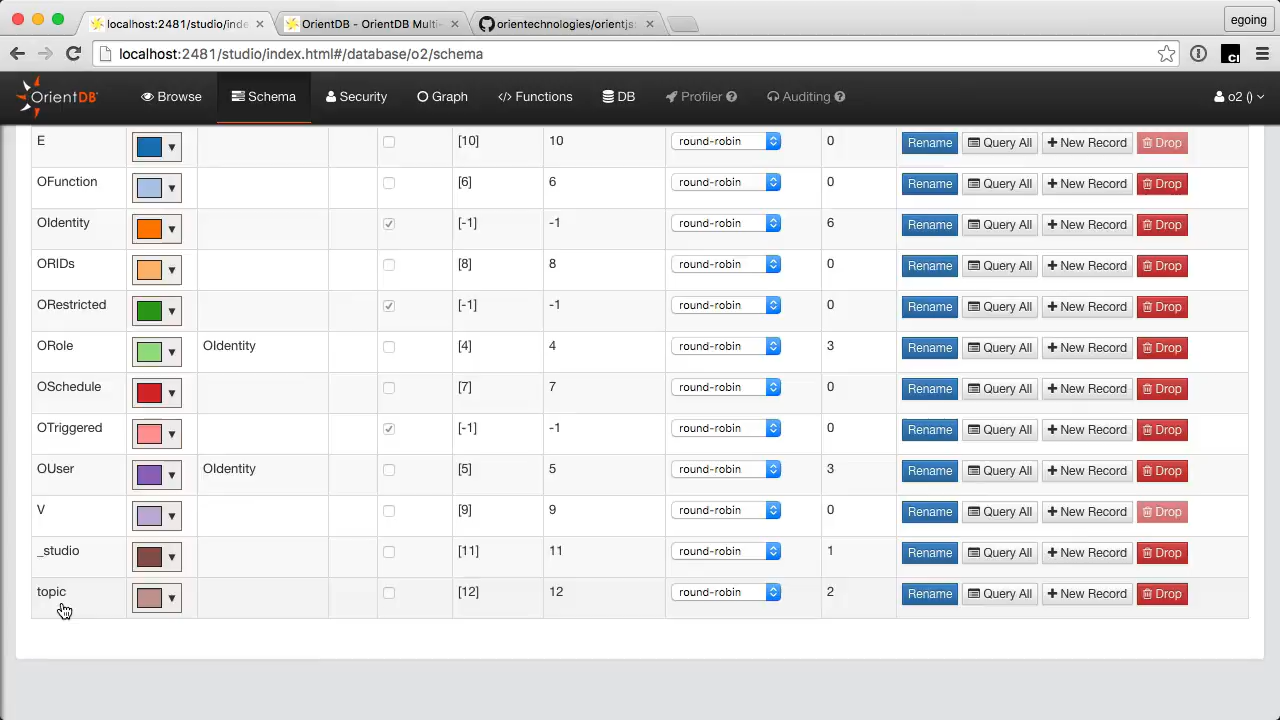 localhost:2481/studio/inde
OrientDB - OrientDB Multi-
orientechnologies/orientjs
egoing
localhost:2481/studio/index.html#/database/o2/schema
OrientDB Browse Schema Security Graph </> Functions DB Profiler Auditing o2 ()
E [10] 10 round-robin 0 Rename Query All New Record Drop
OFunction [6] 6 round-robin 0 Rename Query All New Record Drop
OIdentity [-1] -1 round-robin 6 Rename Query All New Record Drop
ORIDs [8] 8 round-robin 0 Rename Query All New Record Drop
ORestricted [-1] -1 round-robin 0 Rename Query All New Record Drop
ORole OIdentity [4] 4 round-robin 3 Rename Query All New Record Drop
OSchedule [7] 7 round-robin 0 Rename Query All New Record Drop
OTriggered [-1] -1 round-robin 0 Rename Query All New Record Drop
OUser OIdentity [5] 5 round-robin 3 Rename Query All New Record Drop
V [9] 9 round-robin 0 Rename Query All New Record Drop
_studio [11] 11 round-robin 1 Rename Query All New Record Drop
topic [12] 12 round-robin 2 Rename Query All New Record Drop